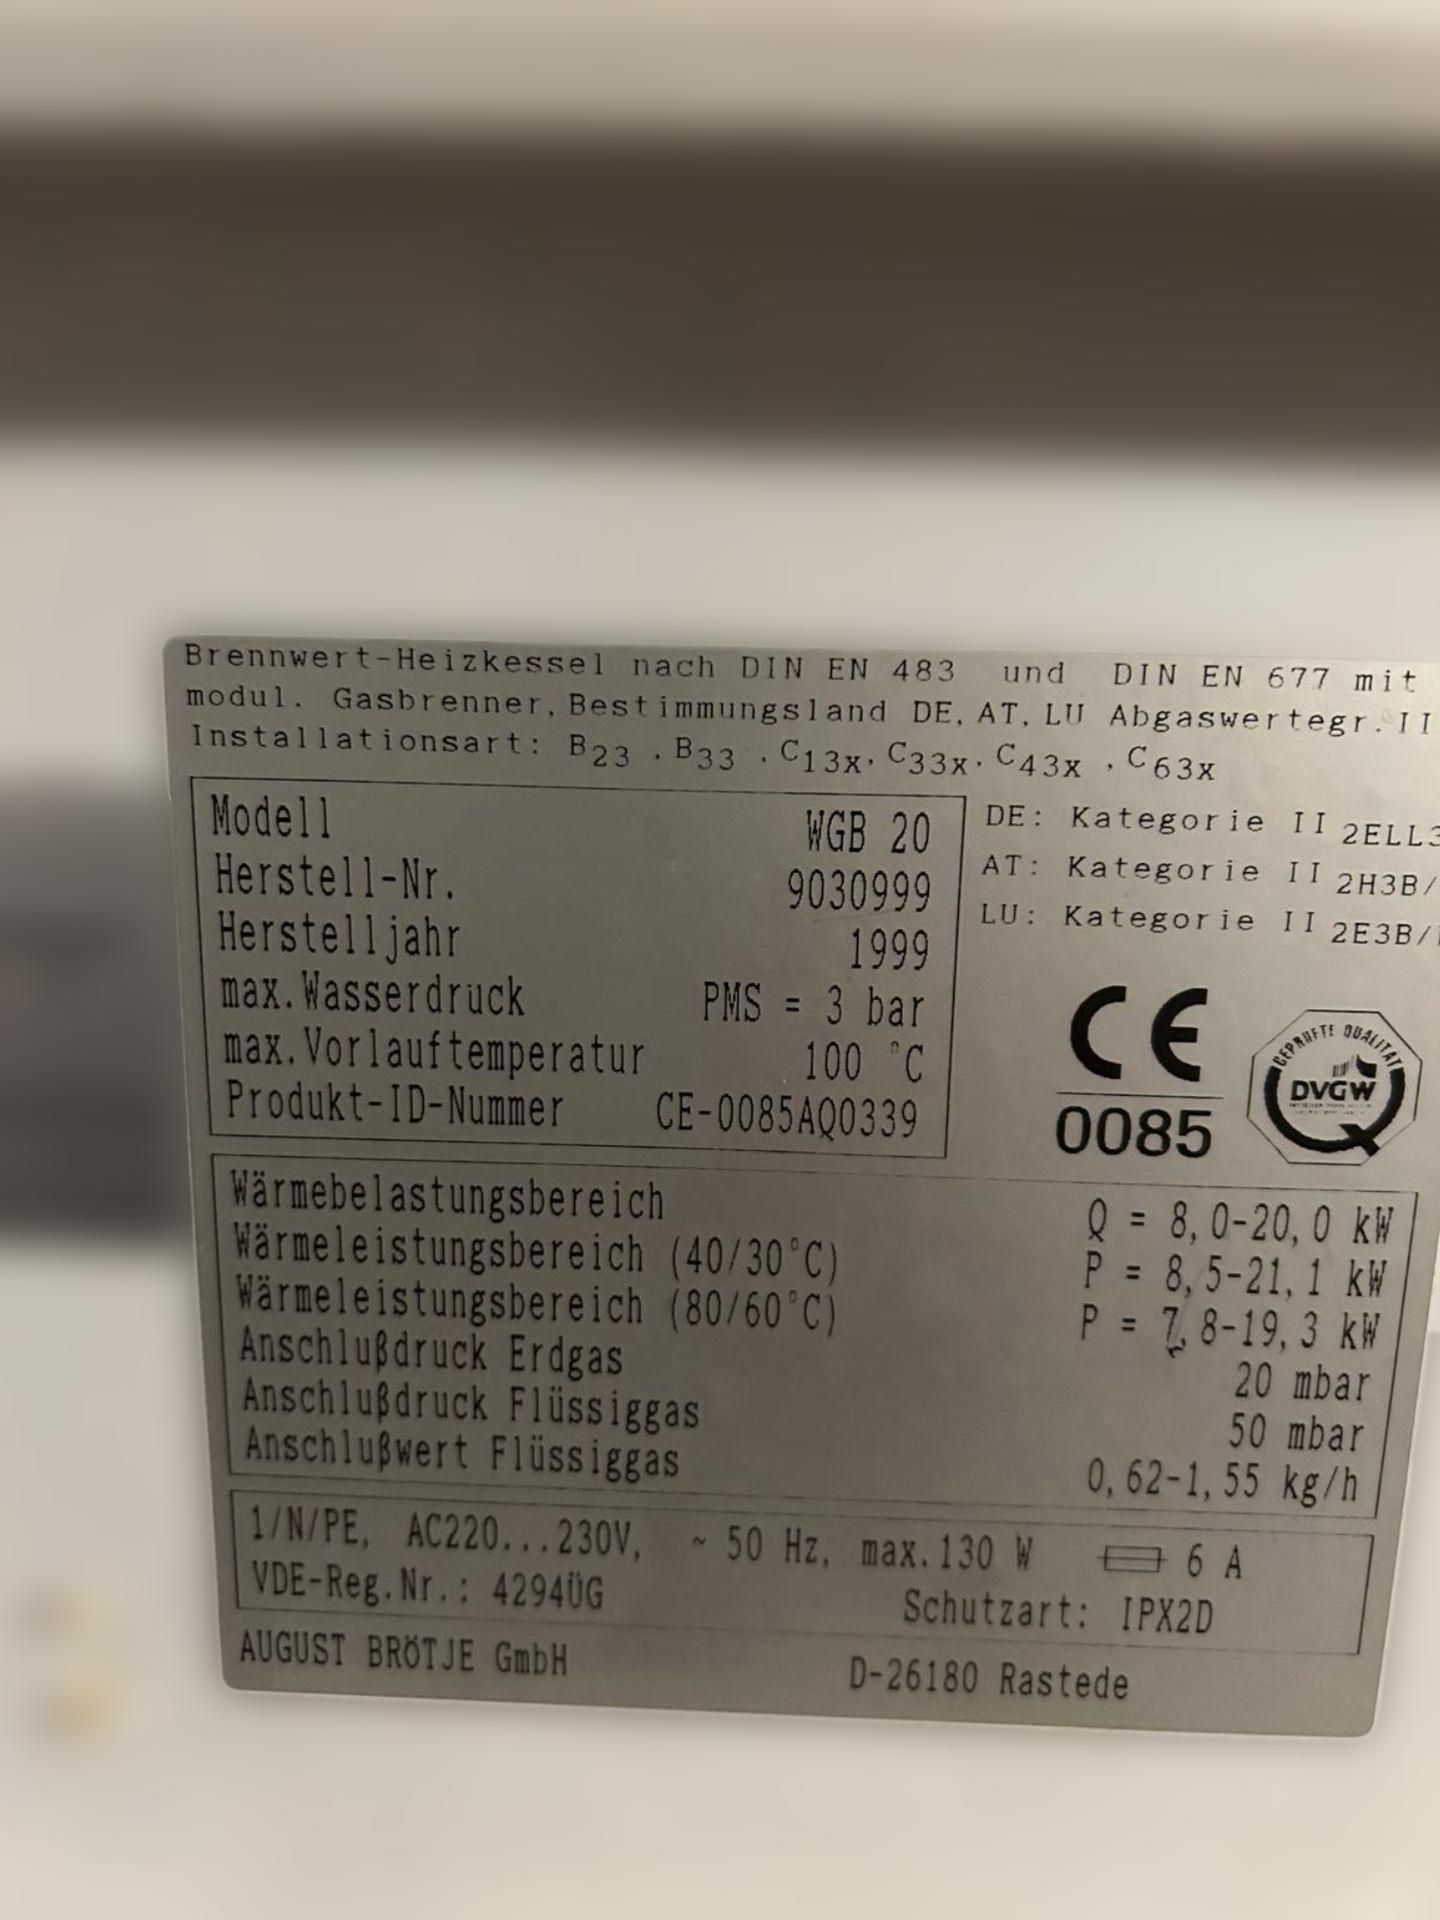 Brennwert-Heizkessel nach DIN EN 483 und DIN EN 677 mit
modul. Gasbrenner, Bestimmungsland DE, AT, LU Abgaswertegr. II
Installationsart: B23 , B33 , C13x, C33x, C43x , C63x
Modell WGB 20
Herstell-Nr. 9030999
Herstelljahr 1999
max.Wasserdruck PMS = 3 bar
max.Vorlauftemperatur 100 °C
Produkt-ID-Nummer CE-0085AQ0339
DE: Kategorie II 2ELL3
AT: Kategorie II 2H3B/
LU: Kategorie II 2E3B/
CE
0085
GEPRÜFTE QUALITÄT
DVGW
Wärmebelastungsbereich Q = 8,0-20,0 kW
Wärmeleistungsbereich (40/30°C) P = 8,5-21,1 kW
Wärmeleistungsbereich (80/60°C) P = 7,8-19,3 kW
Anschlußdruck Erdgas 20 mbar
Anschlußdruck Flüssiggas 50 mbar
Anschlußwert Flüssiggas 0,62-1,55 kg/h
1/N/PE, AC220...230V, ~ 50 Hz, max.130 W 6 A
VDE-Reg.Nr.: 4294ÜG Schutzart: IPX2D
AUGUST BRÖTJE GmbH D-26180 Rastede